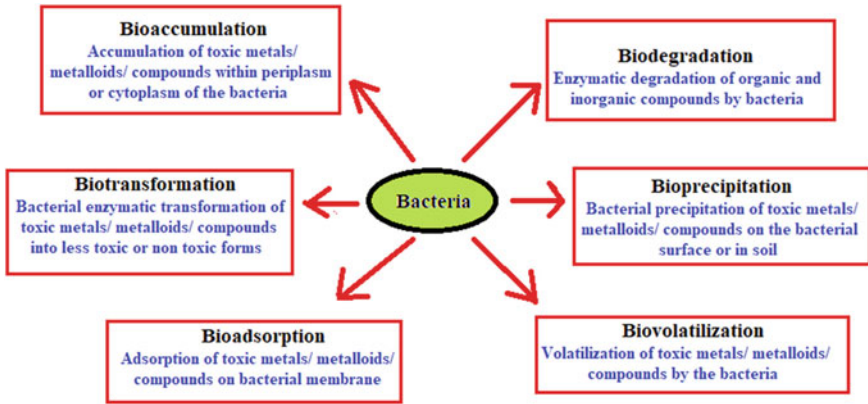 Bioaccumulation
Accumulation of toxic metals/
metalloids/ compounds within periplasm
or cytoplasm of the bacteria
Biodegradation
Enzymatic degradation of organic and
inorganic compounds by bacteria
Biotransformation
Bacterial enzymatic transformation of
toxic metals/ metalloids/ compounds
into less toxic or non toxic forms
Bacteria
Bioprecipitation
Bacterial precipitation of toxic metals/
metalloids/ compounds on the bacterial
surface or in soil
Bioadsorption
Adsorption of toxic metals/ metalloids/
compounds on bacterial membrane
Biovolatilization
Volatilization of toxic metals/ metalloids/
compounds by the bacteria